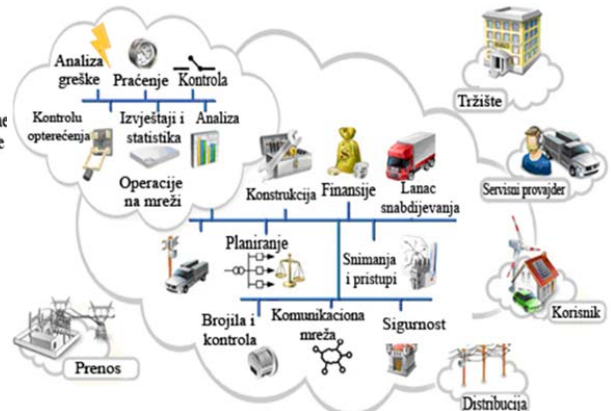 Analiza
greške
Praćenje
Kontrola
Kontrolu
opterećenja
Izvještaji i
statistika
Analiza
Operacije
na mreži
Konstrukcija
Finansije
Lanac
snabdijevanja
Planiranje
Snimanja
i pristupi
Brojila i
kontrola
Komunikaciona
mreža
Sigurnost
Tržište
Servisni provajder
Korisnik
Prenos
Distribucija